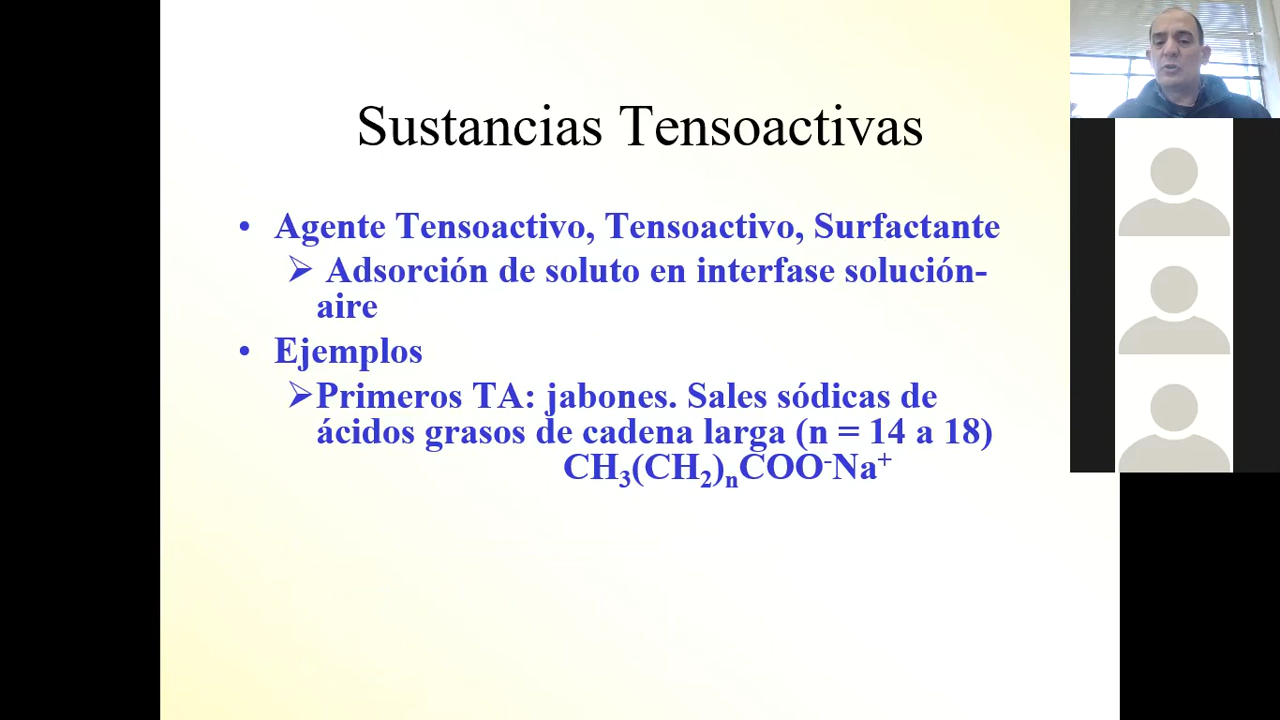 Sustancias Tensoactivas
• Agente Tensoactivo, Tensoactivo, Surfactante
➢ Adsorción de soluto en interfase solución-
aire
• Ejemplos
➢Primeros TA: jabones. Sales sódicas de
ácidos grasos de cadena larga (n = 14 a 18)
CH₃(CH₂)ₙCOO⁻Na⁺